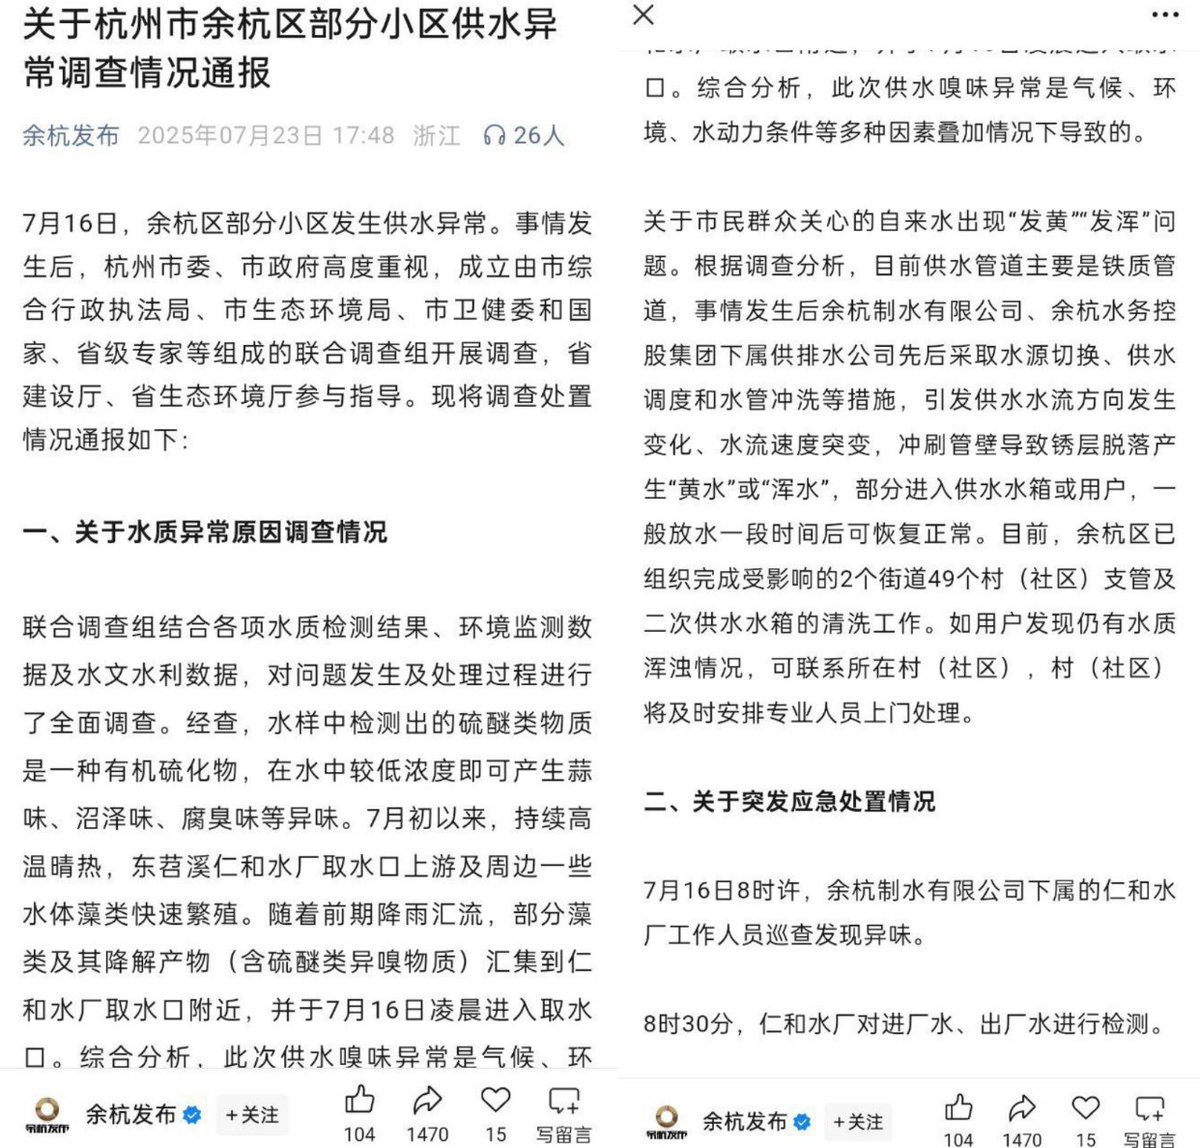 关于杭州市余杭区部分小区供水异
常调查情况通报
余杭发布 2025年07月23日 17:48 浙江 26人
7月16日，余杭区部分小区发生供水异常。事情发
生后，杭州市委、市政府高度重视，成立由市综
合行政执法局、市生态环境局、市卫健委和国
家、省级专家等组成的联合调查组开展调查，省
建设厅、省生态环境厅参与指导。现将调查处置
情况通报如下：
一、关于水质异常原因调查情况
联合调查组结合各项水质检测结果、环境监测数
据及水文水利数据，对问题发生及处理过程进行
了全面调查。经查，水样中检测出的硫醚类物质
是一种有机硫化物，在水中较低浓度即可产生蒜
味、沼泽味、腐臭味等异味。7月初以来，持续高
温晴热，东苕溪仁和水厂取水口上游及周边一些
水体藻类快速繁殖。随着前期降雨汇流，部分藻
类及其降解产物（含硫醚类异嗅物质）汇集到仁
和水厂取水口附近，并于7月16日凌晨进入取水
口。综合分析，此次供水嗅味异常是气候、环
余杭发布 +关注 104 1470 15 写留言
口。综合分析，此次供水嗅味异常是气候、环
境、水动力条件等多种因素叠加情况下导致的。
关于市民群众关心的自来水出现“发黄”“发浑”问
题。根据调查分析，目前供水管道主要是铁质管
道，事情发生后余杭制水有限公司、余杭水务控
股集团下属供排水公司先后采取水源切换、供水
调度和水管冲洗等措施，引发供水水流方向发生
变化、水流速度突变，冲刷管壁导致锈层脱落产
生“黄水”或“浑水”，部分进入供水水箱或用户，一
般放水一段时间后可恢复正常。目前，余杭区已
组织完成受影响的2个街道49个村（社区）支管及
二次供水水箱的清洗工作。如用户发现仍有水质
浑浊情况，可联系所在村（社区），村（社区）
将及时安排专业人员上门处理。
二、关于突发应急处置情况
7月16日8时许，余杭制水有限公司下属的仁和水
厂工作人员巡查发现异味。
8时30分，仁和水厂对进厂水、出厂水进行检测。
余杭发布 +关注 104 1470 15 写留言